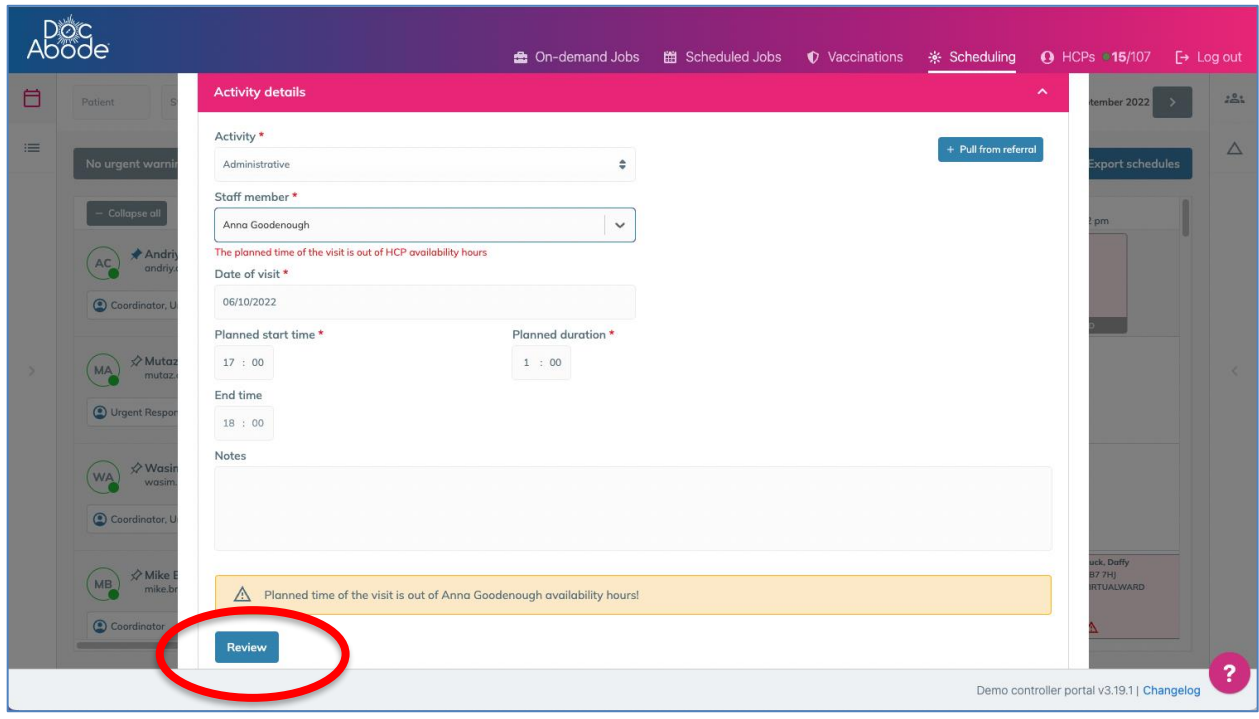 Doc
Abode
On-demand Jobs
Scheduled Jobs
Vaccinations
Scheduling
HCPs 15/107
Log out
Patient
tember 2022
No urgent warnin
Export schedules
− Collapse all
2 pm
AC
Andriy
andriy.
Coordinator, U
MA
Mutaz
mutaz.
Urgent Respon
WA
Wasim
wasim.
Coordinator, U
MB
Mike B
mike.br
Coordinator
Activity details
Activity *
Administrative
+ Pull from referral
Staff member *
Anna Goodenough
The planned time of the visit is out of HCP availability hours
Date of visit *
06/10/2022
Planned start time * Planned duration *
17 : 00 1 : 00
End time
18 : 00
Notes
Planned time of the visit is out of Anna Goodenough availability hours!
Review
uck, Daffy
B7 7HJ
IRTUALWARD
?
Demo controller portal v3.19.1 | Changelog